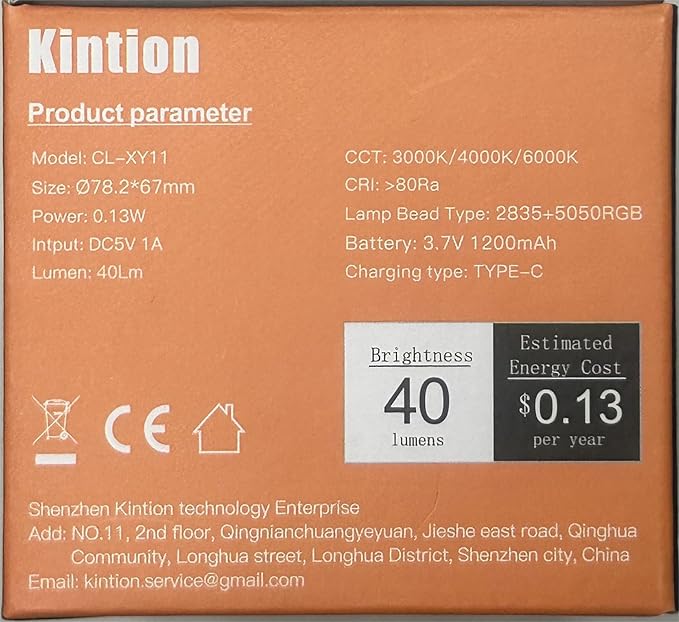 Kintion
Product parameter
Model: CL-XY11
Size: Ø78.2*67mm
Power: 0.13W
Intput: DC5V 1A
Lumen: 40Lm
CCT: 3000K/4000K/6000K
CRI: >80Ra
Lamp Bead Type: 2835+5050RGB
Battery: 3.7V 1200mAh
Charging type: TYPE-C
Brightness
40
lumens
Estimated
Energy Cost
$0.13
per year
CE
Shenzhen Kintion technology Enterprise
Add: NO.11, 2nd floor, Qingnianchuangyeyuan, Jieshe east road, Qinghua
Community, Longhua street, Longhua District, Shenzhen city, China
Email: kintion.service@gmail.com